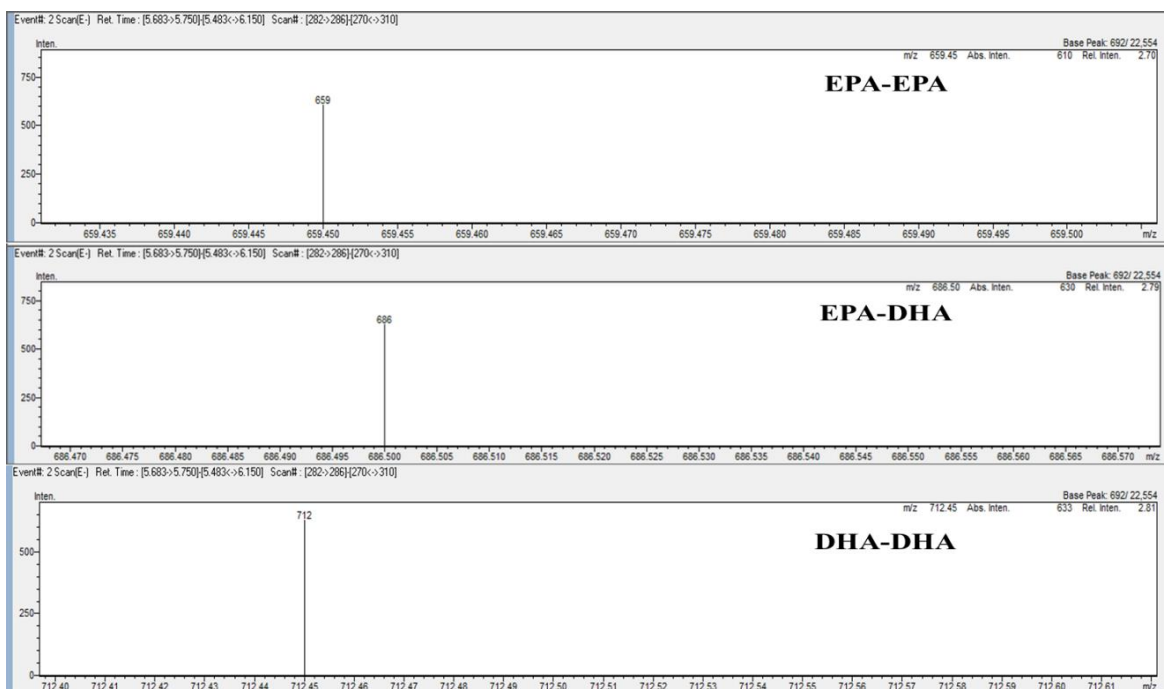 Event#: 2 Scan(E-) Ret. Time : [5.683->5.750]-[5.483<->6.150] Scan# : [282->286]-[270<->310]
Inten.
Base Peak: 692/ 22,554
m/z 659.45 Abs. Inten. 610 Rel. Inten. 2.70
EPA-EPA
750
659
500
250
0
659.435 659.440 659.445 659.450 659.455 659.460 659.465 659.470 659.475 659.480 659.485 659.490 659.495 659.500 m/z
Event#: 2 Scan(E-) Ret. Time : [5.683->5.750]-[5.483<->6.150] Scan# : [282->286]-[270<->310]
Inten.
Base Peak: 692/ 22,554
m/z 686.50 Abs. Inten. 630 Rel. Inten. 2.79
EPA-DHA
750
686
500
250
0
686.470 686.475 686.480 686.485 686.490 686.495 686.500 686.505 686.510 686.515 686.520 686.525 686.530 686.535 686.540 686.545 686.550 686.555 686.560 686.565 686.570 m/z
Event#: 2 Scan(E-) Ret. Time : [5.683->5.750]-[5.483<->6.150] Scan# : [282->286]-[270<->310]
Inten.
Base Peak: 692/ 22,554
m/z 712.45 Abs. Inten. 633 Rel. Inten. 2.81
712
DHA-DHA
500
250
0
712.40 712.41 712.42 712.43 712.44 712.45 712.46 712.47 712.48 712.49 712.50 712.51 712.52 712.53 712.54 712.55 712.56 712.57 712.58 712.59 712.60 712.61 m/z